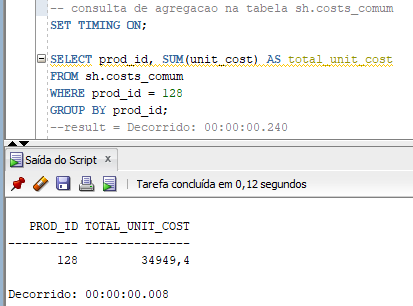 -- consulta de agregacao na tabela sh.costs_comum
SET TIMING ON;
SELECT prod_id, SUM(unit_cost) AS total_unit_cost
FROM sh.costs_comum
WHERE prod_id = 128
GROUP BY prod_id;
--result = Decorrido: 00:00:00.240
Saída do Script x
Tarefa concluída em 0,12 segundos
PROD_ID TOTAL_UNIT_COST
---------- ---------------
128 34949,4
Decorrido: 00:00:00.008